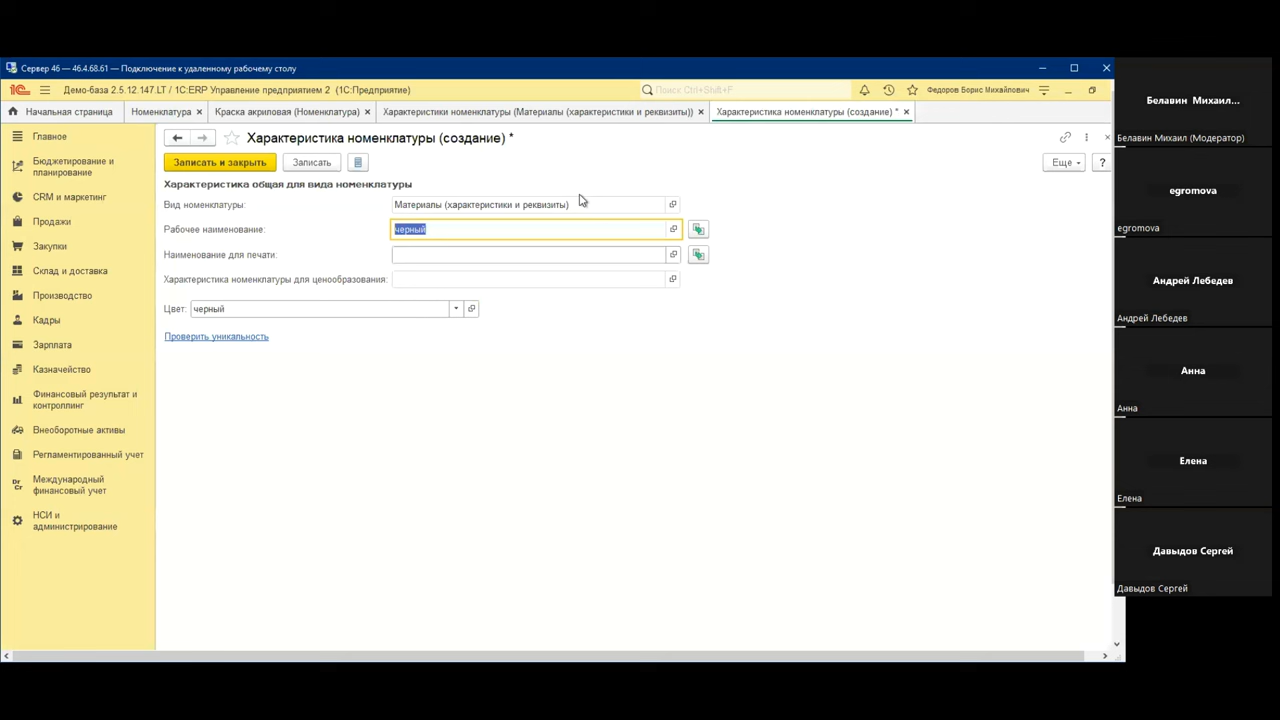 Сервер 46 — 46.4.68.61 — Подключение к удаленному рабочему столу
1С Демо-база 2.5.12.147.LT / 1С:ERP Управление предприятием 2 (1С:Предприятие) Поиск Ctrl+Shift+F Федоров Борис Михайлович
Начальная страница Номенклатура × Краска акриловая (Номенклатура) × Характеристики номенклатуры (Материалы (характеристики и реквизиты)) × Характеристика номенклатуры (создание) * ×
Главное
Бюджетирование и
планирование
CRM и маркетинг
Продажи
Закупки
Склад и доставка
Производство
Кадры
Зарплата
Казначейство
Финансовый результат и
контроллинг
Внеоборотные активы
Регламентированный учет
Dr
Cr
Международный
финансовый учет
НСИ и
администрирование
Характеристика номенклатуры (создание) *
Записать и закрыть Записать Еще ?
Характеристика общая для вида номенклатуры
Вид номенклатуры: Материалы (характеристики и реквизиты)
Рабочее наименование: черный
Наименование для печати:
Характеристика номенклатуры для ценообразования:
Цвет: черный
Проверить уникальность
Белавин Михаил...
Белавин Михаил (Модератор)
egromova
egromova
Андрей Лебедев
Андрей Лебедев
Анна
Анна
Елена
Елена
Давыдов Сергей
Давыдов Сергей